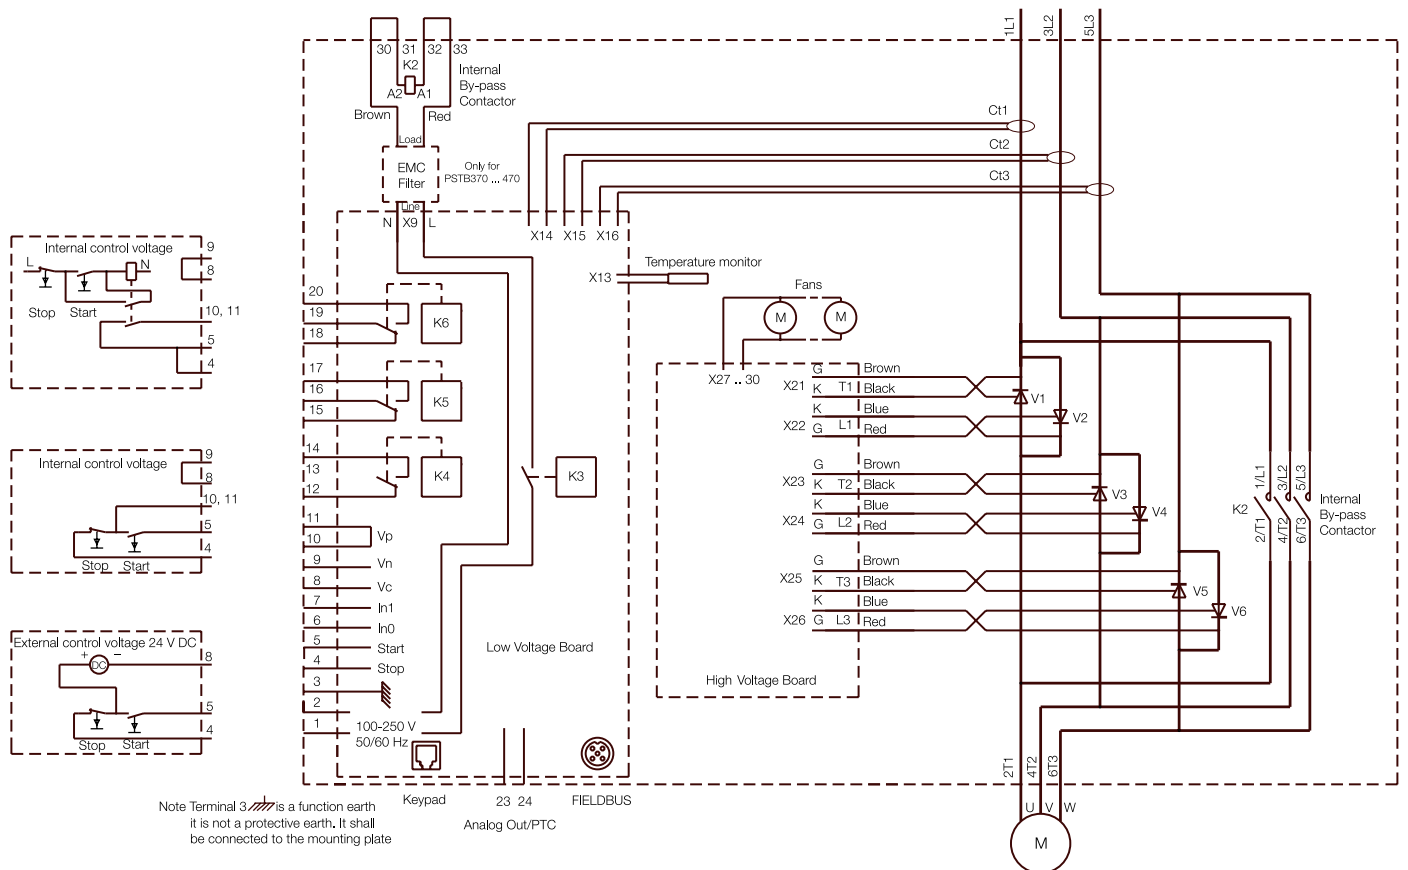 1L1
3L2
5L3
30 31 32 33
K2
A2 A1
Internal
By-pass
Contactor
Brown
Red
Load
EMC
Filter
Only for
PSTB370 ... 470
Line
N X9 L
Ct1
Ct2
Ct3
X14 X15 X16
X13
Temperature monitor
Fans
M
M
X27 .. 30
Internal control voltage
L
N
Stop Start
9
8
10, 11
5
4
Internal control voltage
9
8
10, 11
5
4
Stop Start
External control voltage 24 V DC
+ −
DC
8
5
4
Stop Start
20
19
18
K6
17
16
15
K5
14
13
12
K4
K3
11
10
Vp
9 Vn
8 Vc
7 In1
6 In0
5 Start
4 Stop
3
2
1
100-250 V
50/60 Hz
Low Voltage Board
Keypad
23 24
Analog Out/PTC
FIELDBUS
X21
G Brown
K T1 Black
X22
K Blue
G L1 Red
X23
G Brown
K T2 Black
X24
K Blue
G L2 Red
X25
G Brown
K T3 Black
X26
K Blue
G L3 Red
High Voltage Board
V1
V2
V3
V4
V5
V6
K2
1/L1
3/L2
5/L3
2/T1
4/T2
6/T3
Internal
By-pass
Contactor
2T1
4T2
6T3
U V W
M
Note Terminal 3 is a function earth
it is not a protective earth. It shall
be connected to the mounting plate